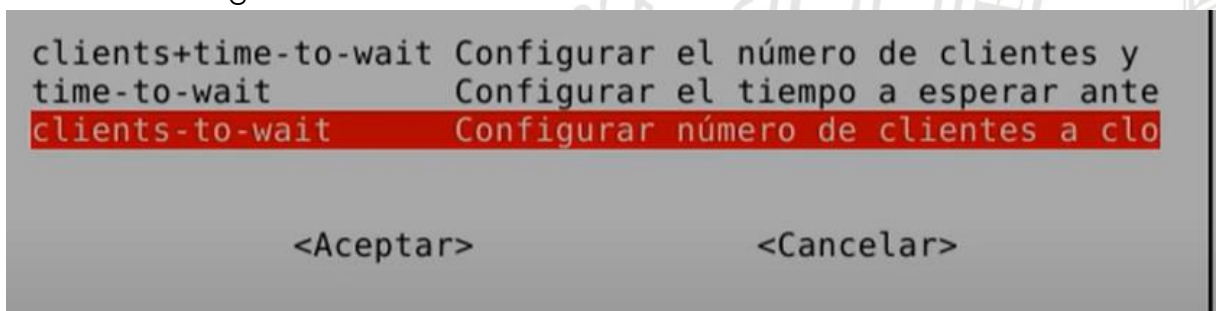 clients+time-to-wait Configurar el número de clientes y
time-to-wait Configurar el tiempo a esperar ante
clients-to-wait Configurar número de clientes a clo
<Aceptar> <Cancelar>